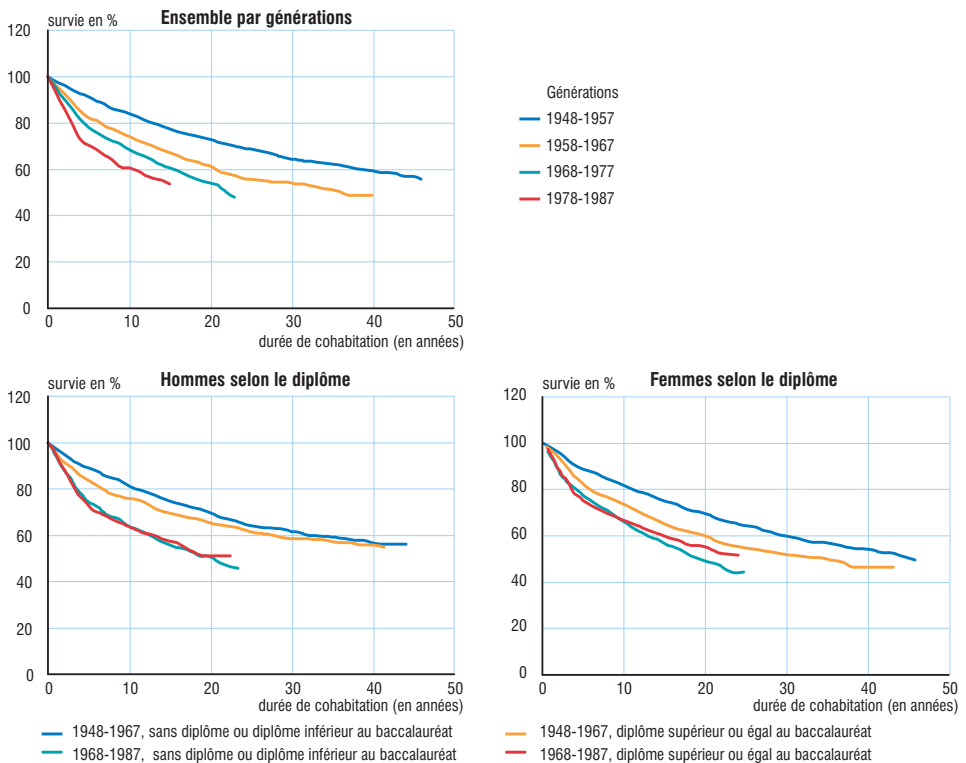 survie en %
Ensemble par générations
120
100
80
60
40
20
0
0 10 20 30 40 50
durée de cohabitation (en années)
Générations
1948-1957
1958-1967
1968-1977
1978-1987
survie en %
Hommes selon le diplôme
120
100
80
60
40
20
0
0 10 20 30 40 50
durée de cohabitation (en années)
survie en %
Femmes selon le diplôme
120
100
80
60
40
20
0
0 10 20 30 40 50
durée de cohabitation (en années)
1948-1967, sans diplôme ou diplôme inférieur au baccalauréat
1968-1987, sans diplôme ou diplôme inférieur au baccalauréat
1948-1967, diplôme supérieur ou égal au baccalauréat
1968-1987, diplôme supérieur ou égal au baccalauréat